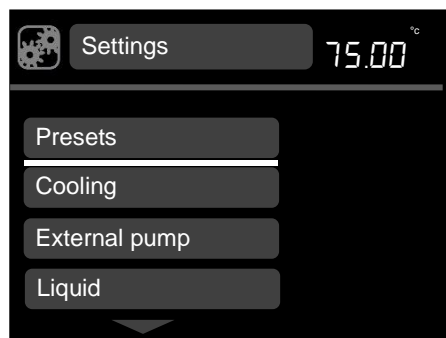 Settings
75.00 °c
Presets
Cooling
External pump
Liquid